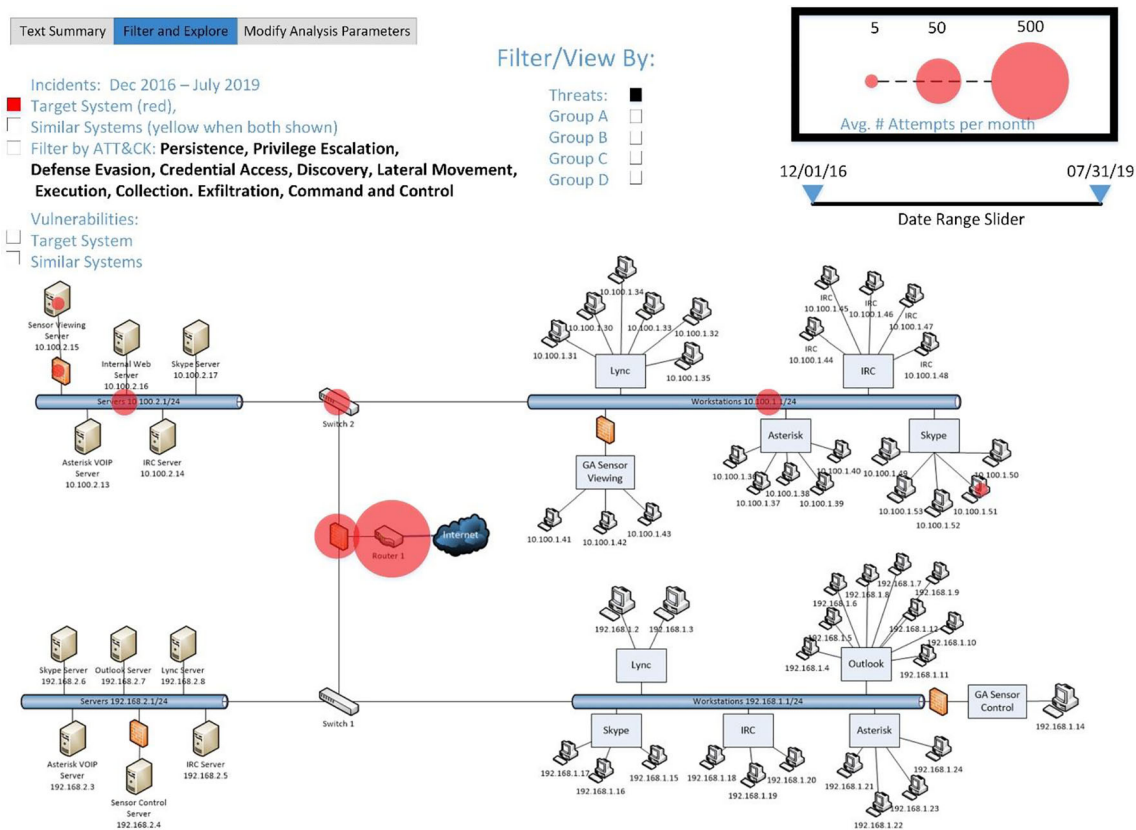 Text Summary
Filter and Explore
Modify Analysis Parameters
Incidents: Dec 2016 – July 2019
Target System (red),
Similar Systems (yellow when both shown)
Filter by ATT&CK: Persistence, Privilege Escalation,
Defense Evasion, Credential Access, Discovery, Lateral Movement,
Execution, Collection. Exfiltration, Command and Control
Vulnerabilities:
Target System
Similar Systems
Filter/View By:
Threats:
Group A
Group B
Group C
Group D
5 50 500
Avg. # Attempts per month
12/01/16 07/31/19
Date Range Slider
Sensor Viewing
Server
10.100.2.15
Internal Web
Server
10.100.2.16
Skype Server
10.100.2.17
Servers 10.100.2.1/24
Asterisk VOIP
Server
10.100.2.13
IRC Server
10.100.2.14
Switch 2
Router 1
Internet
10.100.1.34
10.100.1.30
10.100.1.33
10.100.1.32
10.100.1.31
10.100.1.35
Lync
IRC
10.100.1.45
IRC
10.100.1.46
IRC
10.100.1.47
IRC
10.100.1.44
IRC
10.100.1.48
IRC
Workstations 10.100.1.1/24
GA Sensor
Viewing
10.100.1.41
10.100.1.42
10.100.1.43
Asterisk
10.100.1.36
10.100.1.37
10.100.1.38
10.100.1.39
10.100.1.40
Skype
10.100.1.49
10.100.1.50
10.100.1.53
10.100.1.51
10.100.1.52
Skype Server
192.168.2.6
Outlook Server
192.168.2.7
Lync Server
192.168.2.8
Servers 192.168.2.1/24
Asterisk VOIP
Server
192.168.2.3
Sensor Control
Server
192.168.2.4
IRC Server
192.168.2.5
Switch 1
192.168.1.2
192.168.1.3
Lync
192.168.1.7
192.168.1.8
192.168.1.9
192.168.1.6
192.168.1.12
192.168.1.5
192.168.1.10
192.168.1.4
192.168.1.11
Outlook
Workstations 192.168.1.1/24
GA Sensor
Control
192.168.1.14
Skype
192.168.1.17
192.168.1.16
192.168.1.15
IRC
192.168.1.18
192.168.1.19
192.168.1.20
Asterisk
192.168.1.24
192.168.1.21
192.168.1.23
192.168.1.22